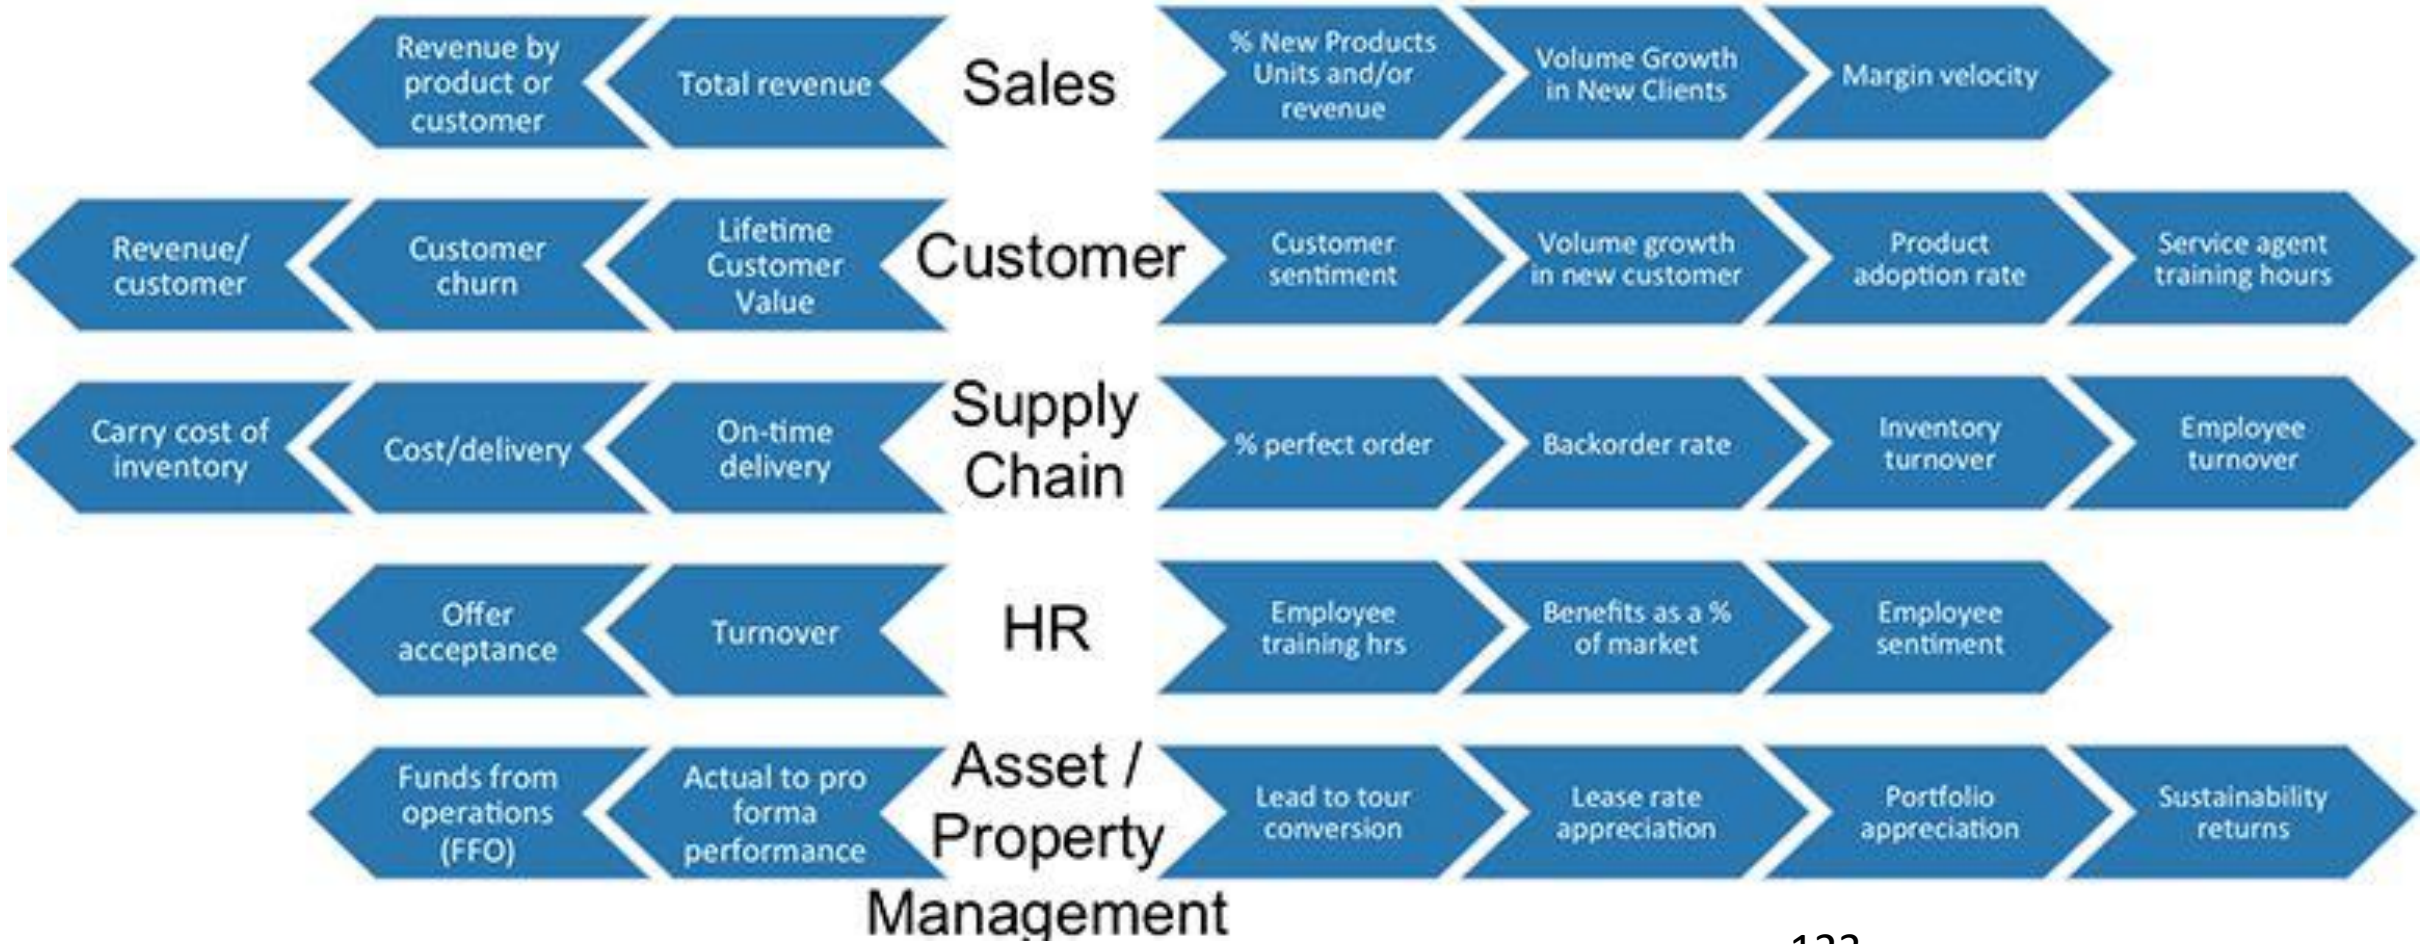 Revenue by
product or
customer
Total revenue
Sales
% New Products
Units and/or
revenue
Volume Growth
in New Clients
Margin velocity
Revenue/
customer
Customer
churn
Lifetime
Customer
Value
Customer
Customer
sentiment
Volume growth
in new customer
Product
adoption rate
Service agent
training hours
Carry cost of
inventory
Cost/delivery
On-time
delivery
Supply
Chain
% perfect order
Backorder rate
Inventory
turnover
Employee
turnover
Offer
acceptance
Turnover
HR
Employee
training hrs
Benefits as a %
of market
Employee
sentiment
Funds from
operations
(FFO)
Actual to pro
forma
performance
Asset /
Property
Management
Lead to tour
conversion
Lease rate
appreciation
Portfolio
appreciation
Sustainability
returns